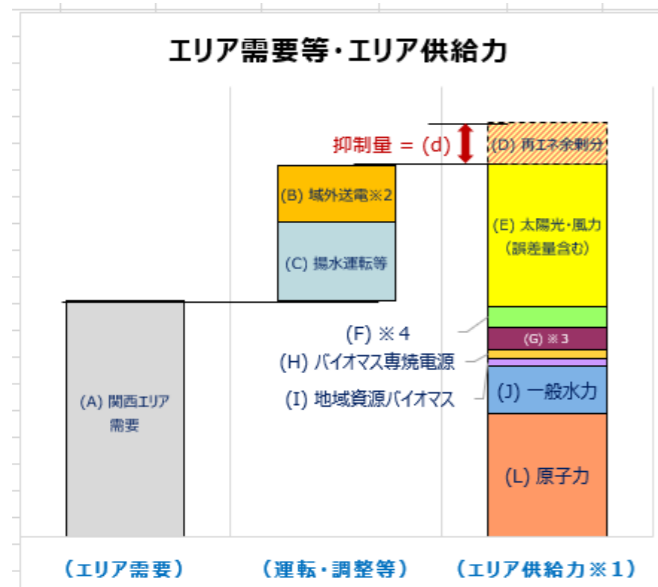 エリア需要等・エリア供給力
抑制量 = (d)
(D) 再エネ余剰分
(B) 域外送電※2
(E) 太陽光・風力
(誤差量含む)
(C) 揚水運転等
(F) ※4
(G) ※3
(H) バイオマス専焼電源
(I) 地域資源バイオマス
(J) 一般水力
(A) 関西エリア
需要
(L) 原子力
(エリア需要)
(運転・調整等)
(エリア供給力※1)